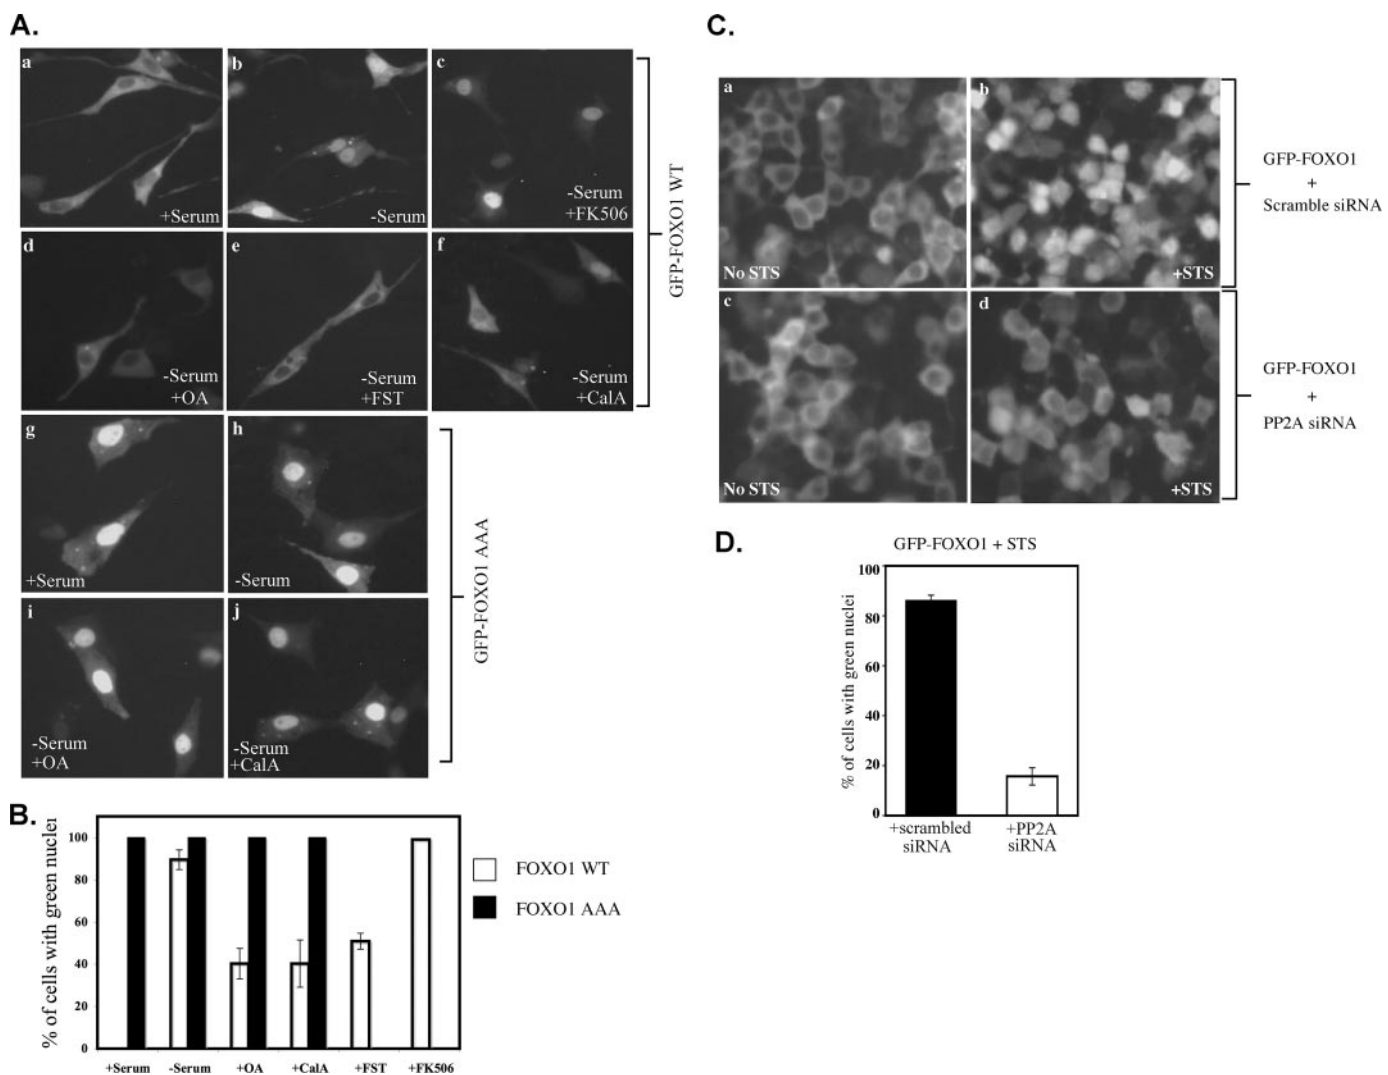 A.
a
+Serum
b
-Serum
c
-Serum
+FK506
d
-Serum
+OA
e
-Serum
+FST
f
-Serum
+CalA
GFP-FOXO1 WT
g
+Serum
h
-Serum
i
-Serum
+OA
j
-Serum
+CalA
GFP-FOXO1 AAA
B.
% of cells with green nuclei
100
80
60
40
20
0
+Serum -Serum +OA +CalA +FST +FK506
FOXO1 WT
FOXO1 AAA
C.
a
No STS
b
+STS
GFP-FOXO1
+
Scramble siRNA
c
No STS
d
+STS
GFP-FOXO1
+
PP2A siRNA
D.
GFP-FOXO1 + STS
% of cells with green nuclei
100
80
60
40
20
0
+scrambled
siRNA
+PP2A
siRNA